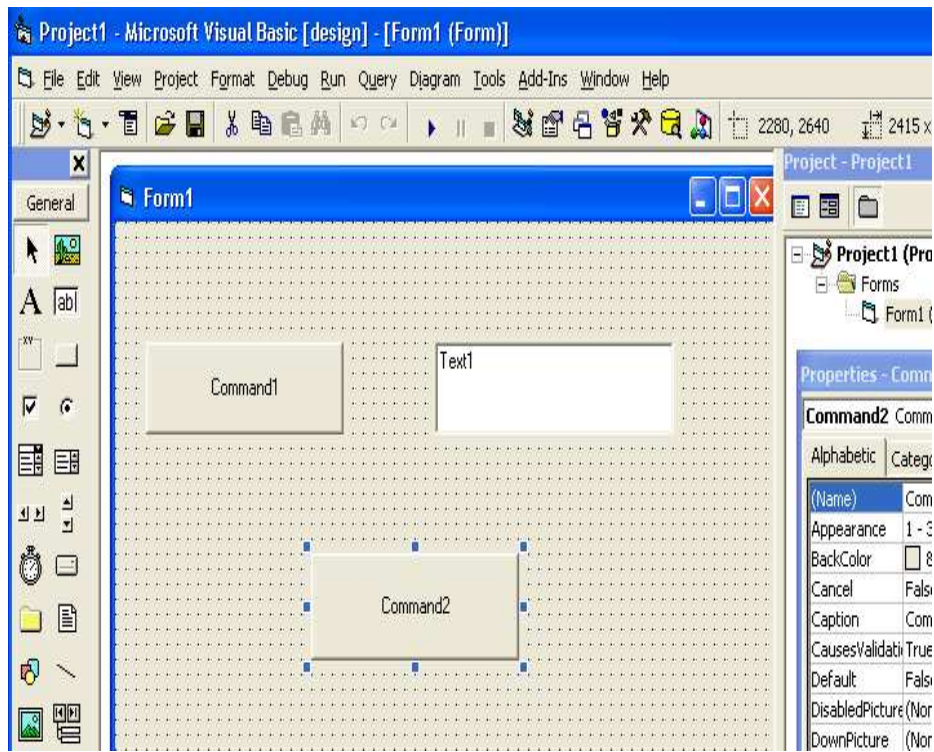 Project1 - Microsoft Visual Basic [design] - [Form1 (Form)]
File Edit View Project Format Debug Run Query Diagram Tools Add-Ins Window Help
2280, 2640 2415 x
Project - Project1
General
Form1
Project1 (Pro
A
ab
Forms
Form1 (
xv
Command1
Text1
Properties - Comm
Command2 Comm
Alphabetic Catego
(Name) Com
Appearance 1 - 3
BackColor 8
Cancel False
Caption Com
CausesValidati True
Default False
DisabledPicture (Non
DownPicture (Non
Command2